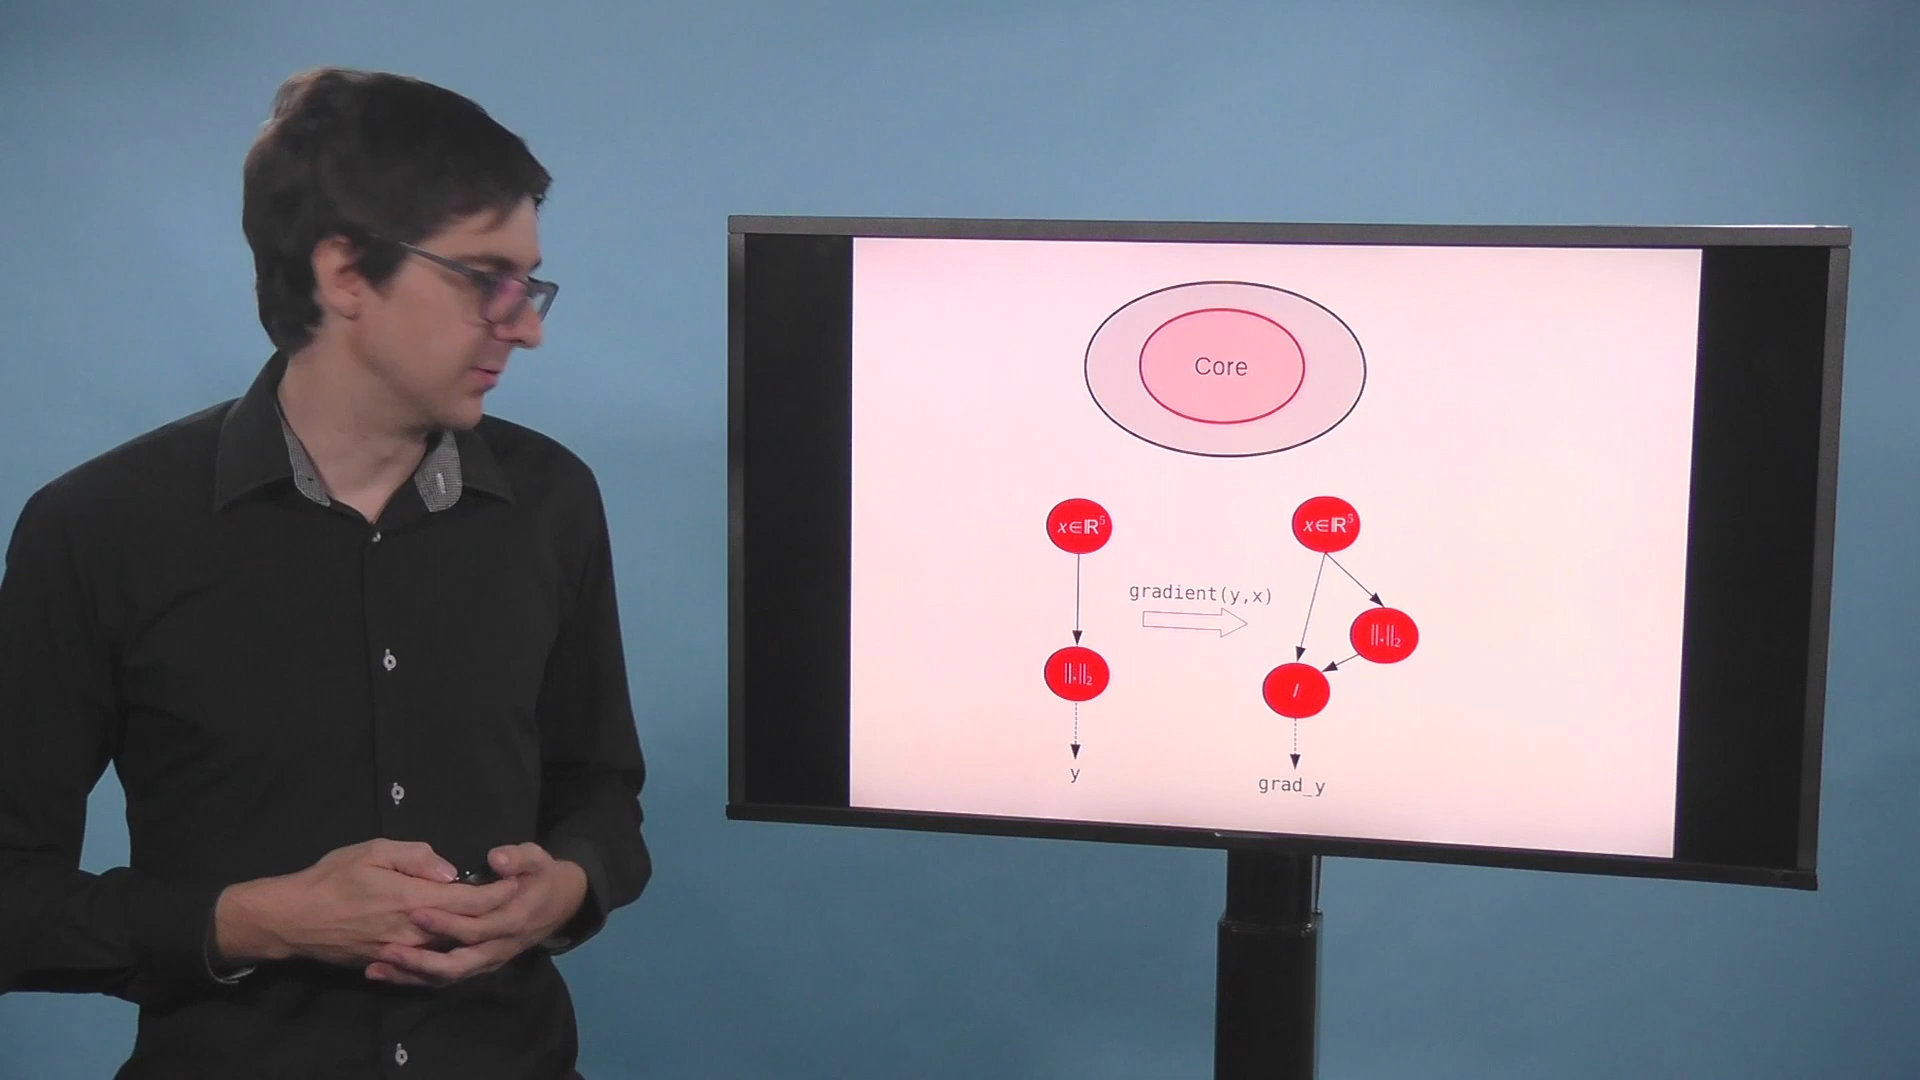 Core
x∈ℝ⁵
x∈ℝ⁵
gradient(y,x)
‖.‖₂
‖.‖₂
/
y
grad_y